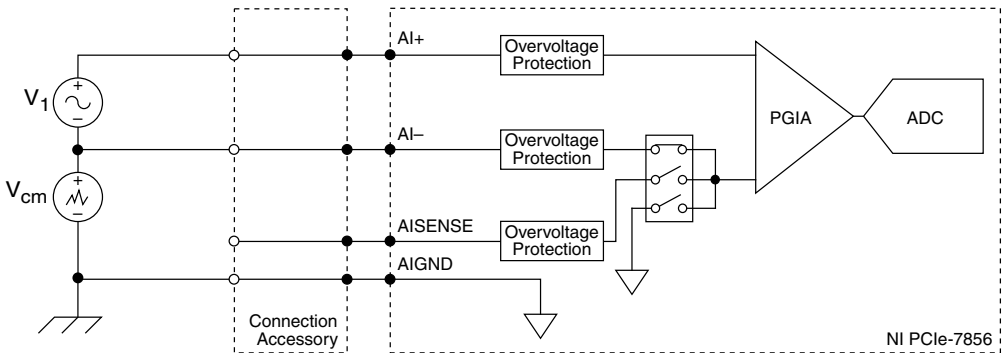 AI+
Overvoltage
Protection
+
V1
−
PGIA
ADC
AI−
Overvoltage
Protection
+
Vcm
−
AISENSE
Overvoltage
Protection
AIGND
Connection
Accessory
NI PCIe-7856